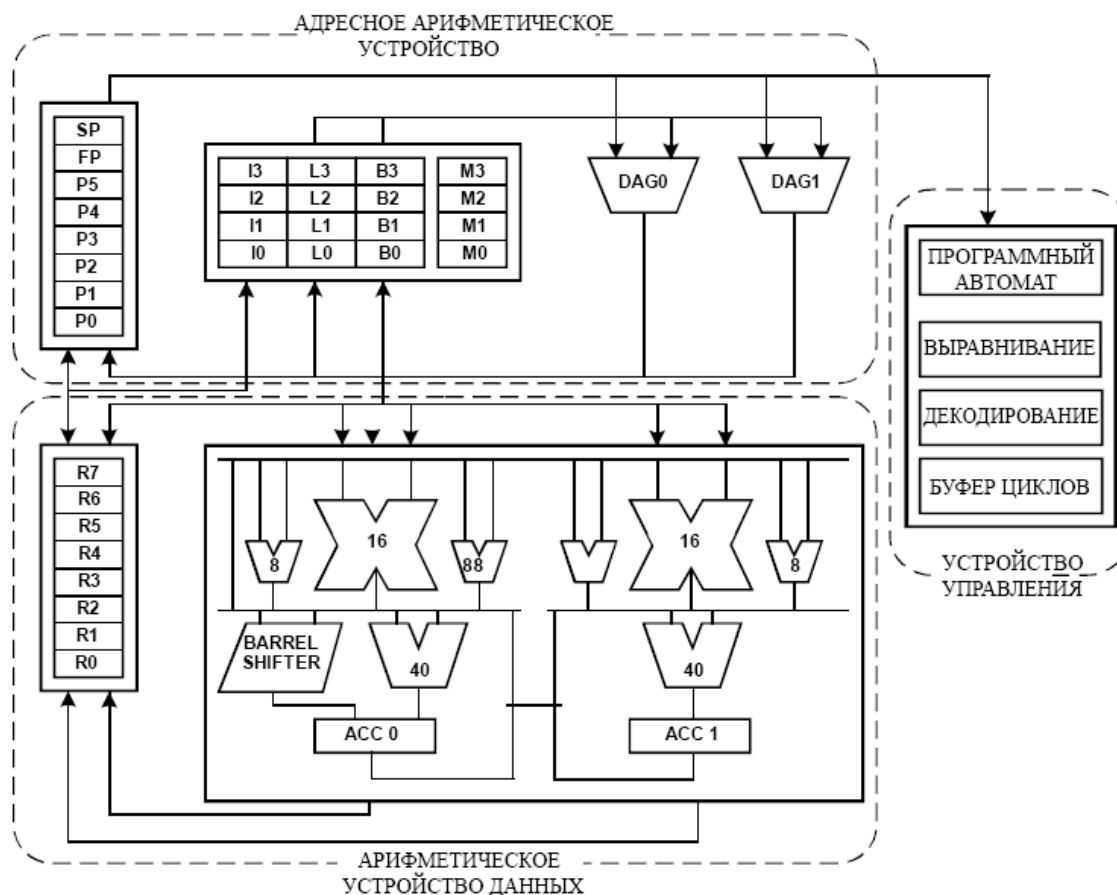 АДРЕСНОЕ АРИФМЕТИЧЕСКОЕ
УСТРОЙСТВО
SP
FP
P5
P4
P3
P2
P1
P0
I3 L3 B3 M3
I2 L2 B2 M2
I1 L1 B1 M1
I0 L0 B0 M0
DAG0
DAG1
ПРОГРАММНЫЙ
АВТОМАТ
ВЫРАВНИВАНИЕ
ДЕКОДИРОВАНИЕ
БУФЕР ЦИКЛОВ
УСТРОЙСТВО
УПРАВЛЕНИЯ
R7
R6
R5
R4
R3
R2
R1
R0
8
16
88
16
8
BARREL
SHIFTER
40
40
ACC 0
ACC 1
АРИФМЕТИЧЕСКОЕ
УСТРОЙСТВО ДАННЫХ